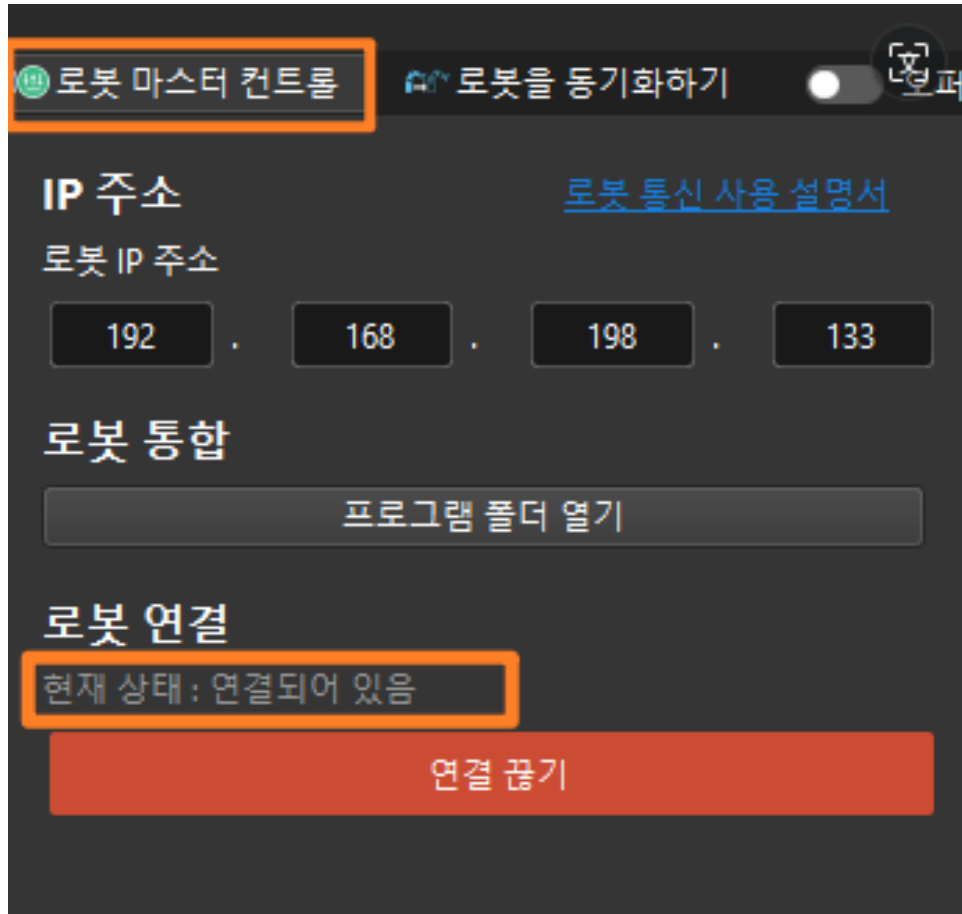 로봇 마스터 컨트롤 로봇을 동기화하기
IP 주소 로봇 통신 사용 설명서
로봇 IP 주소
192 . 168 . 198 . 133
로봇 통합
프로그램 폴더 열기
로봇 연결
현재 상태 : 연결되어 있음
연결 끊기